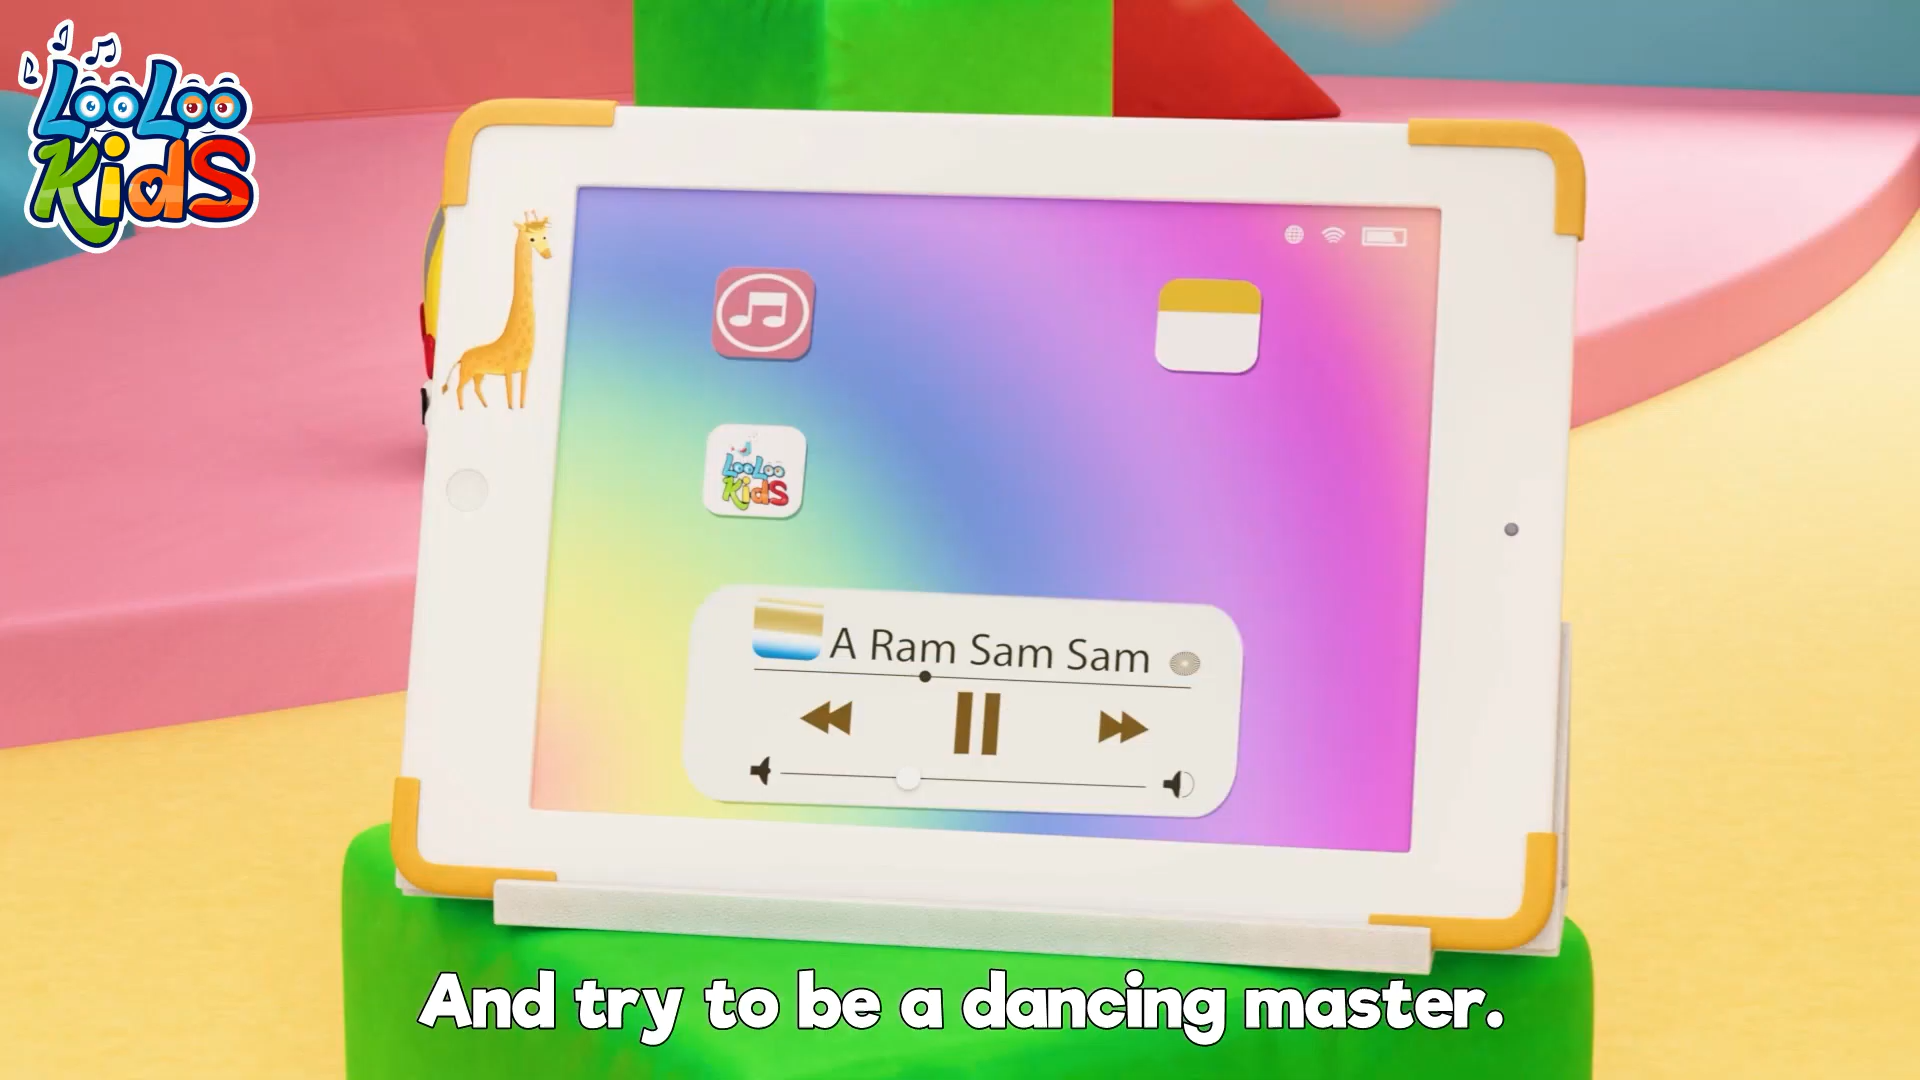 LooLoo
Kids
LooLoo
Kids
A Ram Sam Sam
And try to be a dancing master.